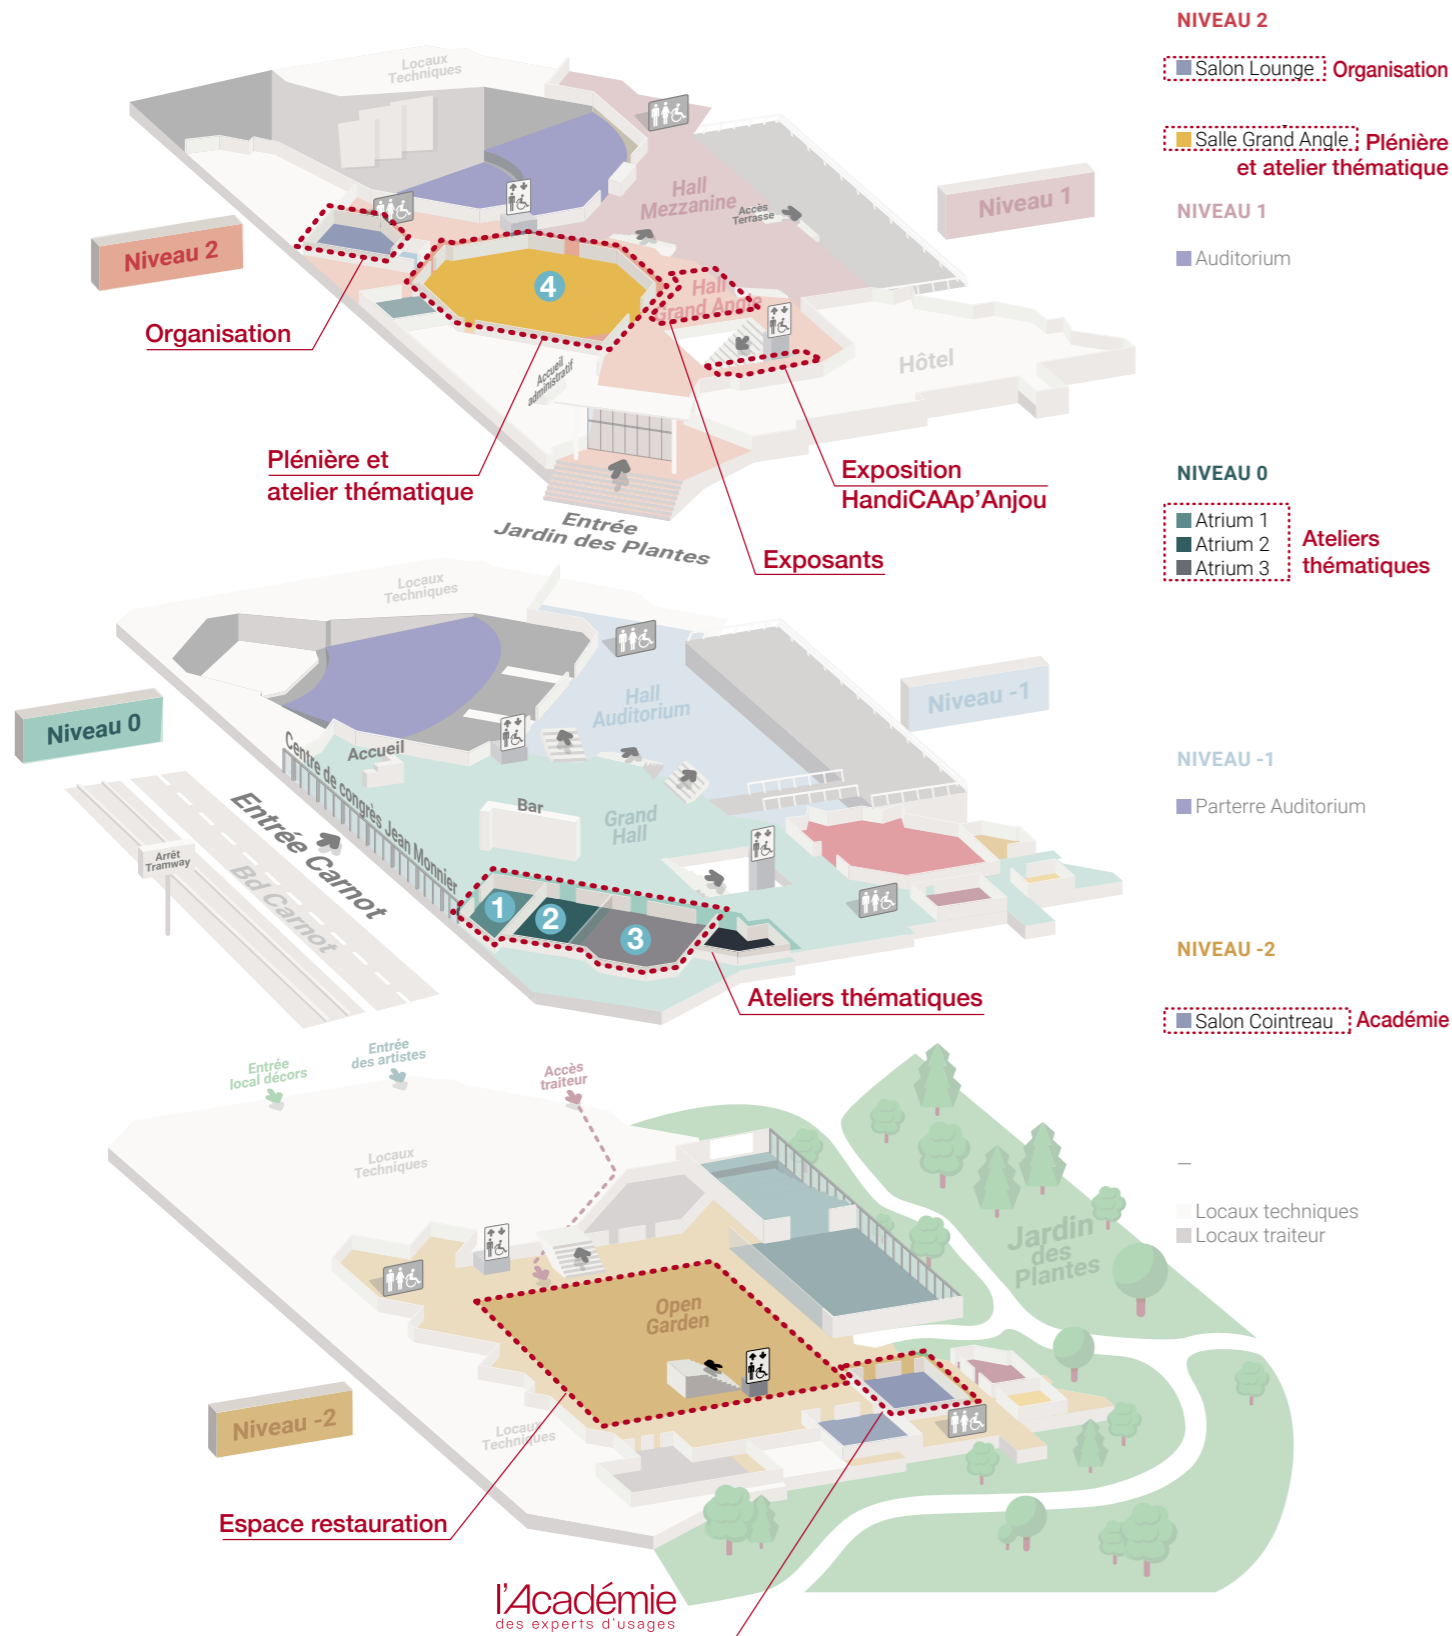 NIVEAU 2
Salon Lounge
Organisation
Salle Grand Angle
Plénière
et atelier thématique
NIVEAU 1
Auditorium
NIVEAU 0
Atrium 1
Atrium 2
Atrium 3
Ateliers
thématiques
NIVEAU -1
Parterre Auditorium
NIVEAU -2
Salon Cointreau
Académie
–
Locaux techniques
Locaux traiteur
Locaux
Techniques
Hall
Mezzanine
Accès
Terrasse
Niveau 1
Niveau 2
4
Hall
Grand Angle
Organisation
Accueil
administratif
Hôtel
Plénière et
atelier thématique
Exposition
HandiCAAp'Anjou
Entrée
Jardin des Plantes
Exposants
Locaux
Techniques
Hall
Auditorium
Niveau -1
Niveau 0
Accueil
Centre de congrès Jean Monnier
Bar
Grand
Hall
Entrée Carnot
Arrêt
Tramway
Bd Carnot
1
2
3
Ateliers thématiques
Entrée
local décors
Entrée
des artistes
Accès
traiteur
Locaux
Techniques
Jardin
des
Plantes
Open
Garden
Niveau -2
Locaux
Techniques
Espace restauration
l'Académie
des experts d'usages